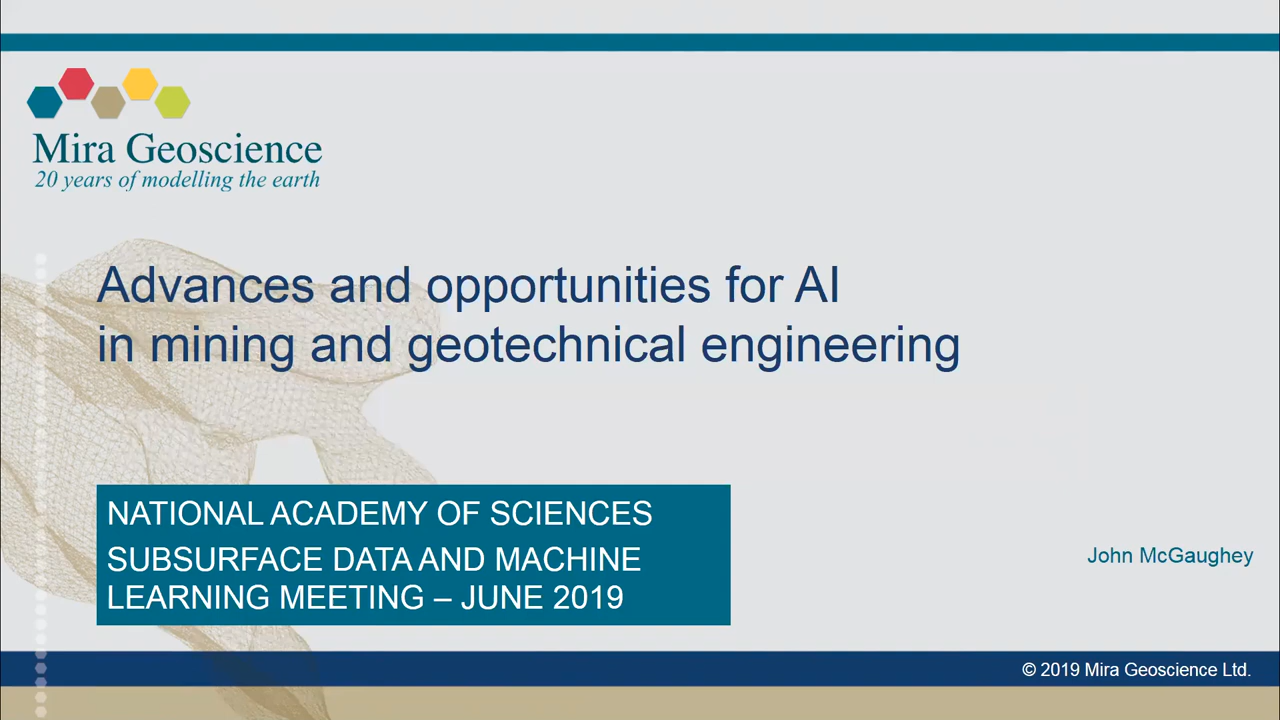 Mira Geoscience
20 years of modelling the earth
Advances and opportunities for AI
in mining and geotechnical engineering
NATIONAL ACADEMY OF SCIENCES
SUBSURFACE DATA AND MACHINE
LEARNING MEETING – JUNE 2019
John McGaughey
© 2019 Mira Geoscience Ltd.